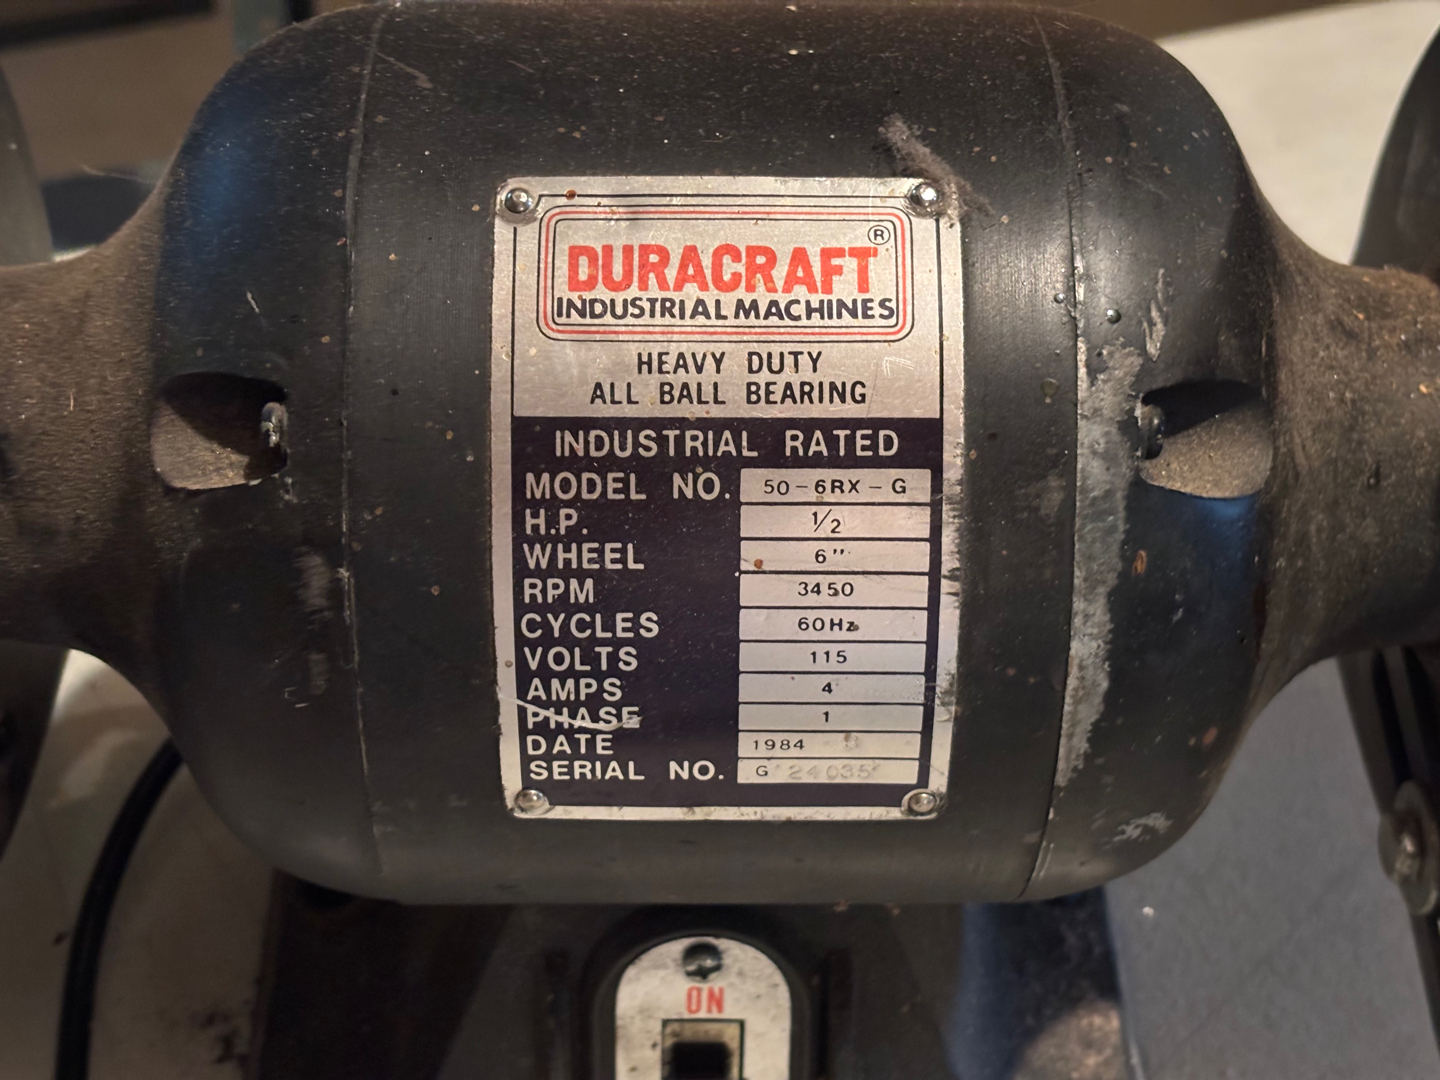 DURACRAFT ®
INDUSTRIAL MACHINES
HEAVY DUTY
ALL BALL BEARING
INDUSTRIAL RATED
MODEL NO. 50-6RX-G
H.P. 1/2
WHEEL 6"
RPM 3450
CYCLES 60Hz
VOLTS 115
AMPS 4
PHASE 1
DATE 1984
SERIAL NO. G 24035
ON